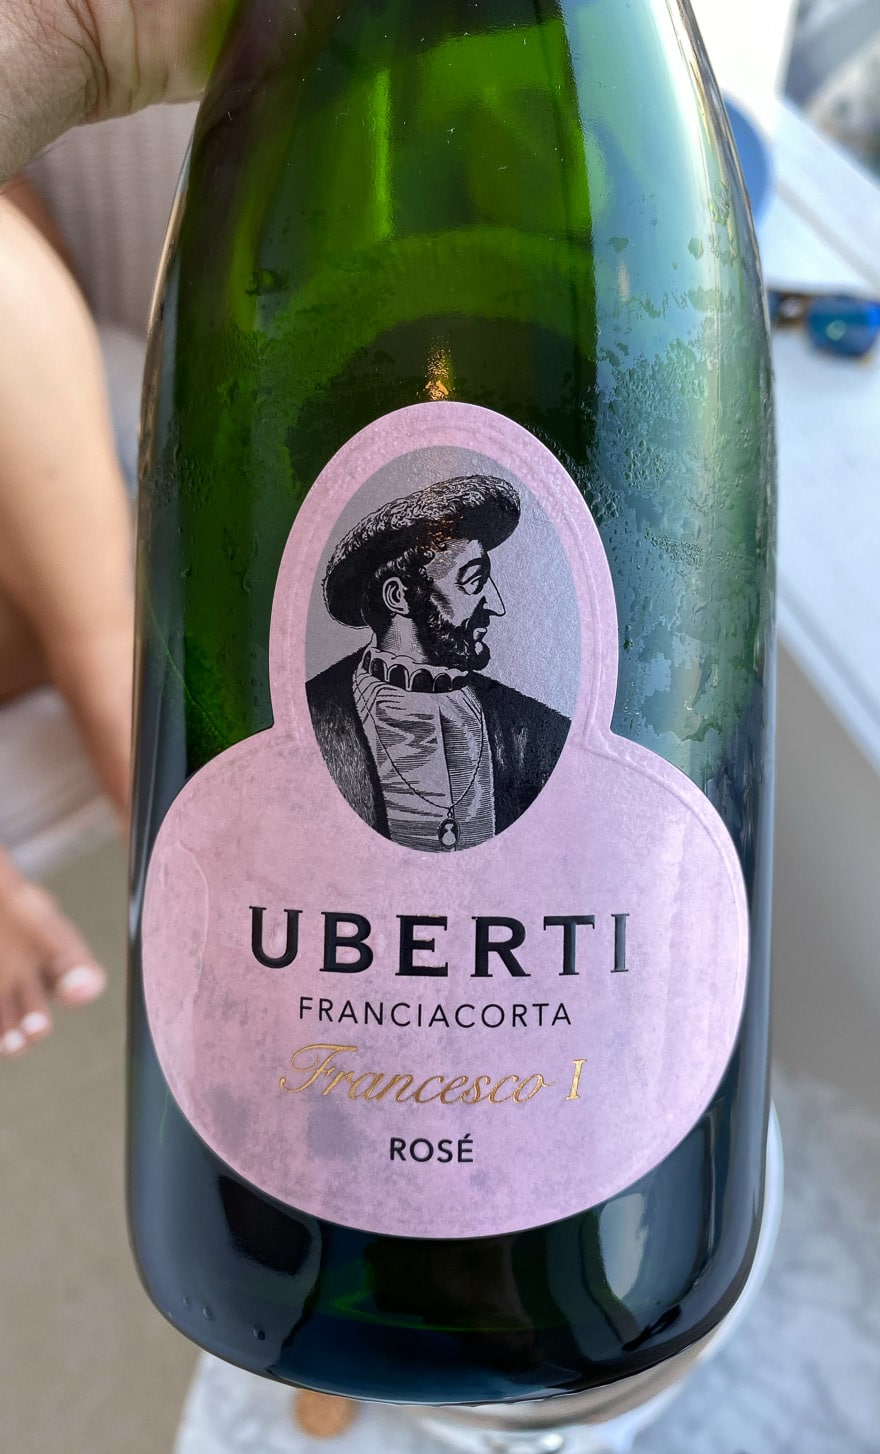 UBERTI
FRANCIACORTA
Francesco I
ROSÉ